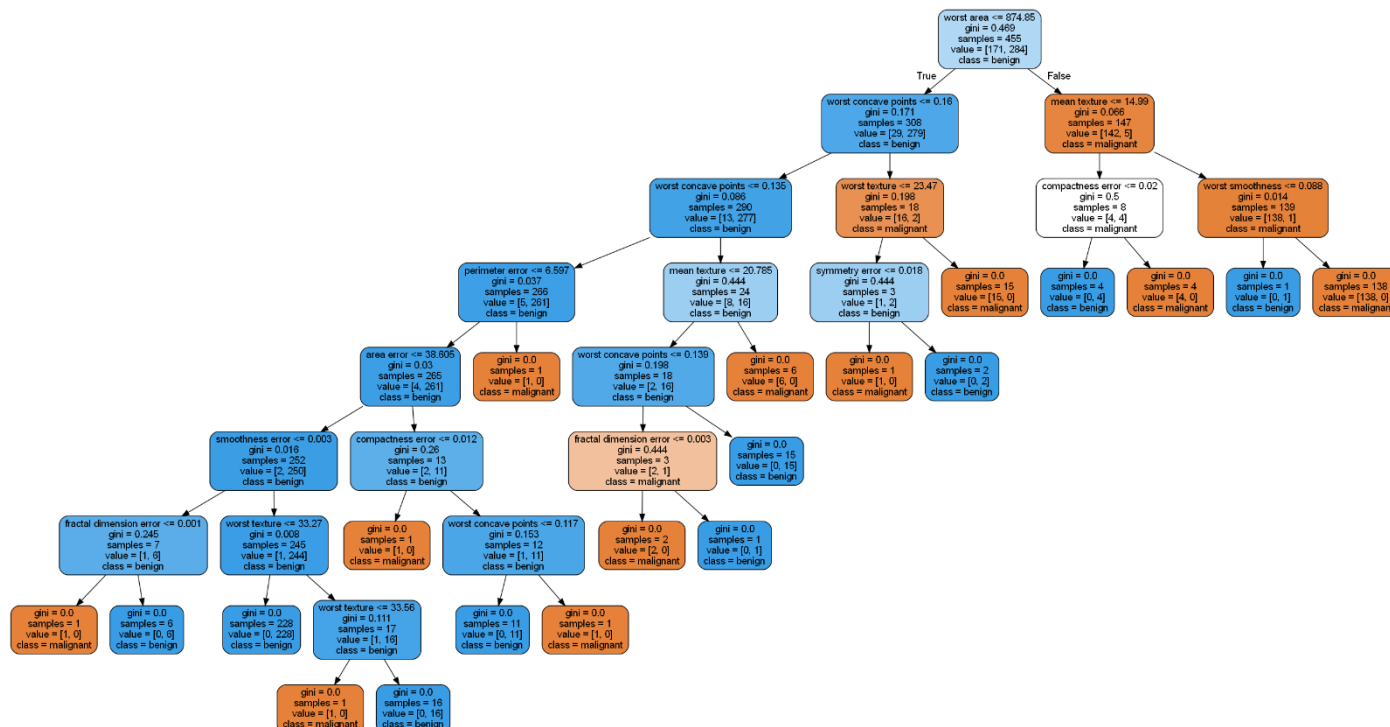 worst area <= 874.85
gini = 0.469
samples = 455
value = [171, 284]
class = benign
True
False
worst concave points <= 0.16
gini = 0.171
samples = 308
value = [29, 279]
class = benign
mean texture <= 14.99
gini = 0.066
samples = 147
value = [142, 5]
class = malignant
worst concave points <= 0.135
gini = 0.086
samples = 290
value = [13, 277]
class = benign
worst texture <= 23.47
gini = 0.198
samples = 18
value = [16, 2]
class = malignant
compactness error <= 0.02
gini = 0.5
samples = 8
value = [4, 4]
class = malignant
worst smoothness <= 0.088
gini = 0.014
samples = 139
value = [138, 1]
class = malignant
perimeter error <= 6.597
gini = 0.037
samples = 266
value = [5, 261]
class = benign
mean texture <= 20.785
gini = 0.444
samples = 24
value = [8, 16]
class = benign
symmetry error <= 0.018
gini = 0.444
samples = 3
value = [1, 2]
class = benign
gini = 0.0
samples = 15
value = [15, 0]
class = malignant
gini = 0.0
samples = 4
value = [0, 4]
class = benign
gini = 0.0
samples = 4
value = [4, 0]
class = malignant
gini = 0.0
samples = 1
value = [0, 1]
class = benign
gini = 0.0
samples = 138
value = [138, 0]
class = malignant
area error <= 38.605
gini = 0.03
samples = 265
value = [4, 261]
class = benign
gini = 0.0
samples = 1
value = [1, 0]
class = malignant
worst concave points <= 0.139
gini = 0.198
samples = 18
value = [2, 16]
class = benign
gini = 0.0
samples = 6
value = [6, 0]
class = malignant
gini = 0.0
samples = 1
value = [1, 0]
class = malignant
gini = 0.0
samples = 2
value = [0, 2]
class = benign
smoothness error <= 0.003
gini = 0.016
samples = 252
value = [2, 250]
class = benign
compactness error <= 0.012
gini = 0.26
samples = 13
value = [2, 11]
class = benign
fractal dimension error <= 0.003
gini = 0.444
samples = 3
value = [2, 1]
class = malignant
gini = 0.0
samples = 15
value = [0, 15]
class = benign
fractal dimension error <= 0.001
gini = 0.245
samples = 7
value = [1, 6]
class = benign
worst texture <= 33.27
gini = 0.008
samples = 245
value = [1, 244]
class = benign
gini = 0.0
samples = 1
value = [1, 0]
class = malignant
worst concave points <= 0.117
gini = 0.153
samples = 12
value = [1, 11]
class = benign
gini = 0.0
samples = 2
value = [2, 0]
class = malignant
gini = 0.0
samples = 1
value = [0, 1]
class = benign
gini = 0.0
samples = 1
value = [1, 0]
class = malignant
gini = 0.0
samples = 6
value = [0, 6]
class = benign
gini = 0.0
samples = 228
value = [0, 228]
class = benign
worst texture <= 33.56
gini = 0.111
samples = 17
value = [1, 16]
class = benign
gini = 0.0
samples = 11
value = [0, 11]
class = benign
gini = 0.0
samples = 1
value = [1, 0]
class = malignant
gini = 0.0
samples = 1
value = [1, 0]
class = malignant
gini = 0.0
samples = 16
value = [0, 16]
class = benign